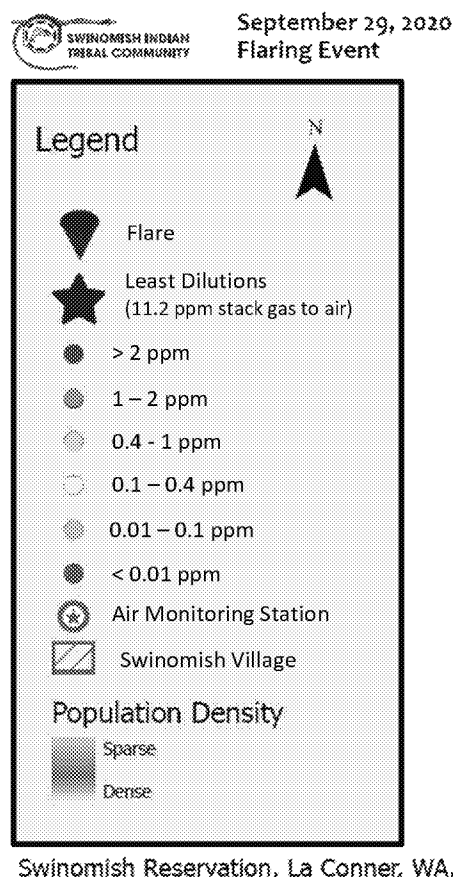 SWINOMISH INDIAN
TRIBAL COMMUNITY
September 29, 2020
Flaring Event
Legend
N
Flare
Least Dilutions
(11.2 ppm stack gas to air)
> 2 ppm
1 – 2 ppm
0.4 - 1 ppm
0.1 – 0.4 ppm
0.01 – 0.1 ppm
< 0.01 ppm
Air Monitoring Station
Swinomish Village
Population Density
Sparse
Dense
Swinomish Reservation, La Conner, WA,